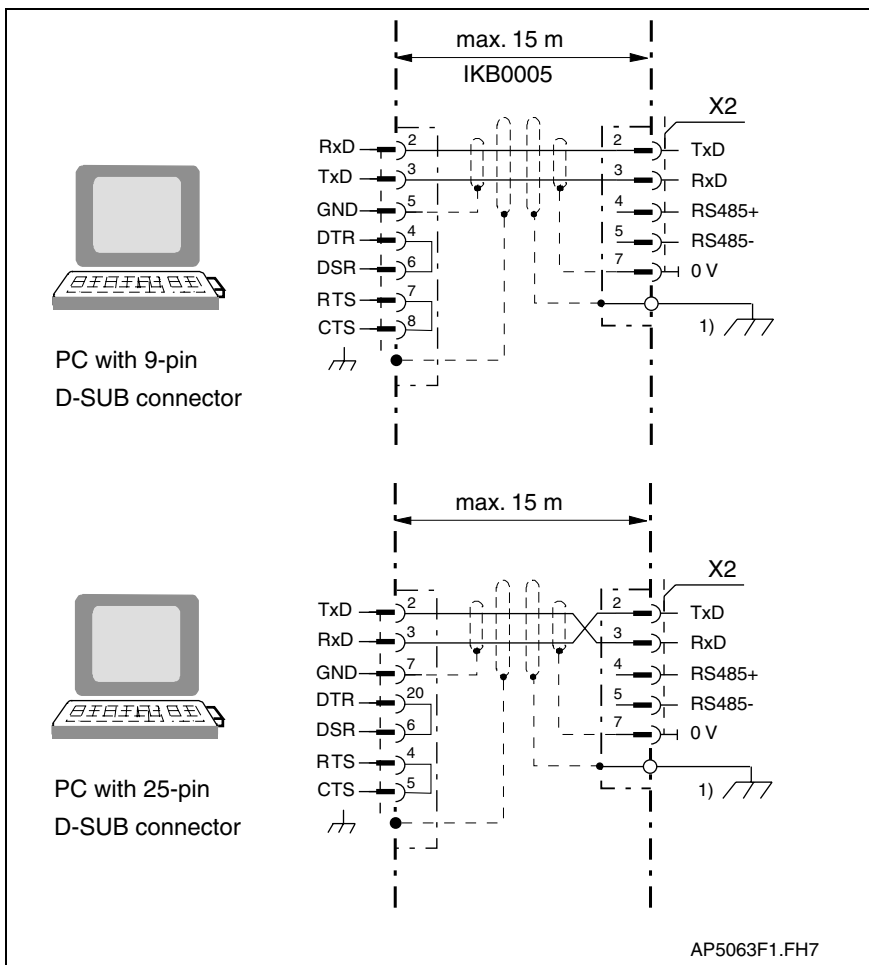 max. 15 m
IKB0005
X2
RxD 2 2 TxD
TxD 3 3 RxD
GND 5 4 RS485+
DTR 4 5 RS485-
DSR 6 7 0 V
RTS 7
CTS 8 1)
PC with 9-pin
D-SUB connector
max. 15 m
X2
TxD 2 2 TxD
RxD 3 3 RxD
GND 7 4 RS485+
DTR 20 5 RS485-
DSR 6 7 0 V
RTS 4
CTS 5 1)
PC with 25-pin
D-SUB connector
AP5063F1.FH7